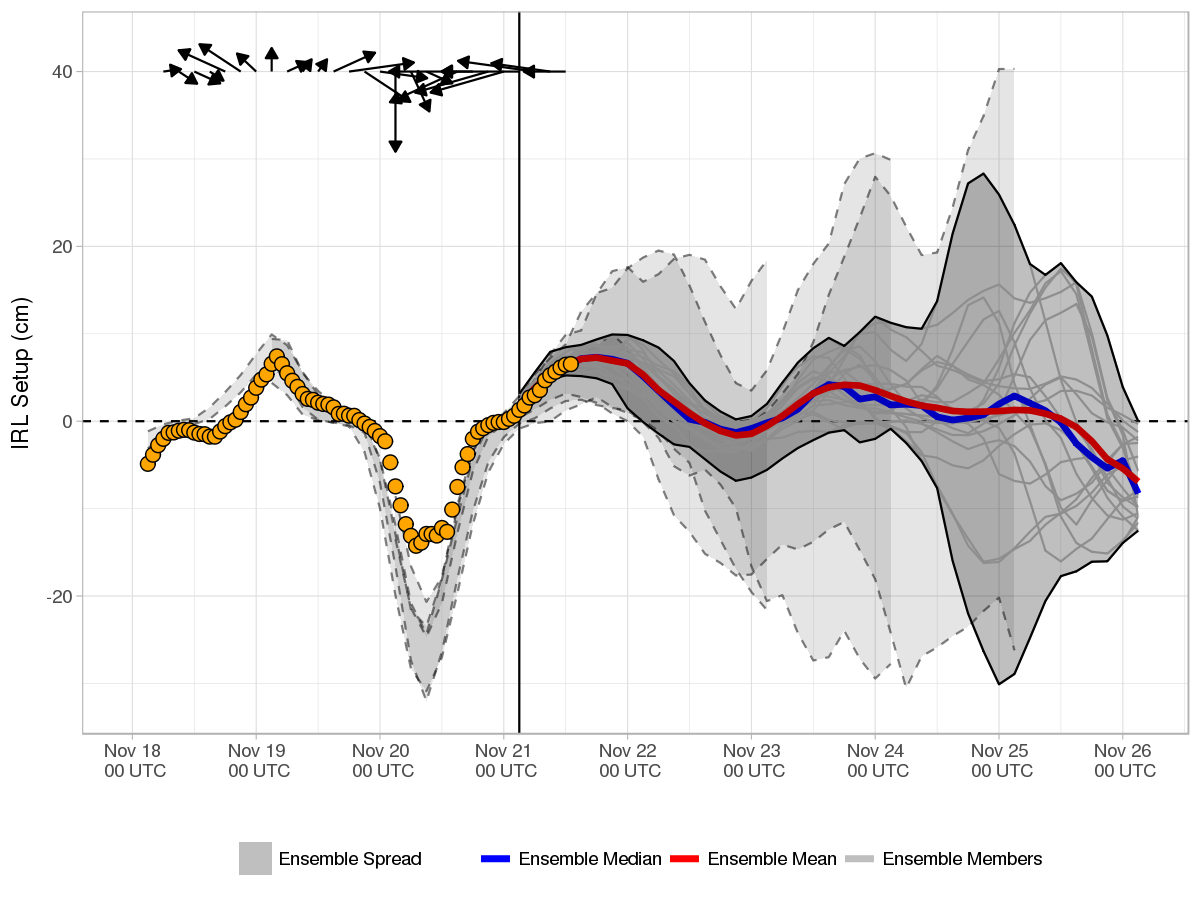 IRL Setup (cm)
40
20
0
-20
Nov 18 Nov 19 Nov 20 Nov 21 Nov 22 Nov 23 Nov 24 Nov 25 Nov 26
00 UTC 00 UTC 00 UTC 00 UTC 00 UTC 00 UTC 00 UTC 00 UTC 00 UTC
Ensemble Spread Ensemble Median Ensemble Mean Ensemble Members